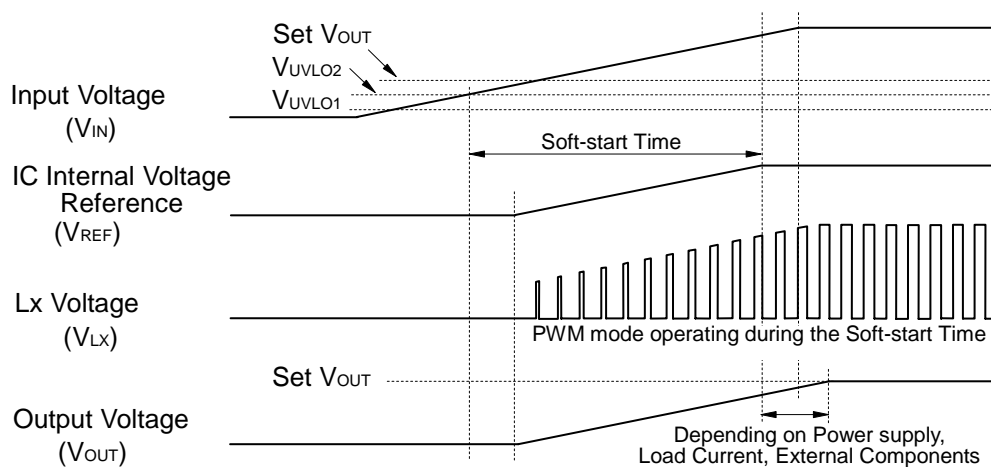 Set VOUT
VUVLO2
VUVLO1
Input Voltage
(VIN)
Soft-start Time
IC Internal Voltage
Reference
(VREF)
Lx Voltage
(VLX)
PWM mode operating during the Soft-start Time
Set VOUT
Output Voltage
(VOUT)
Depending on Power supply,
Load Current, External Components